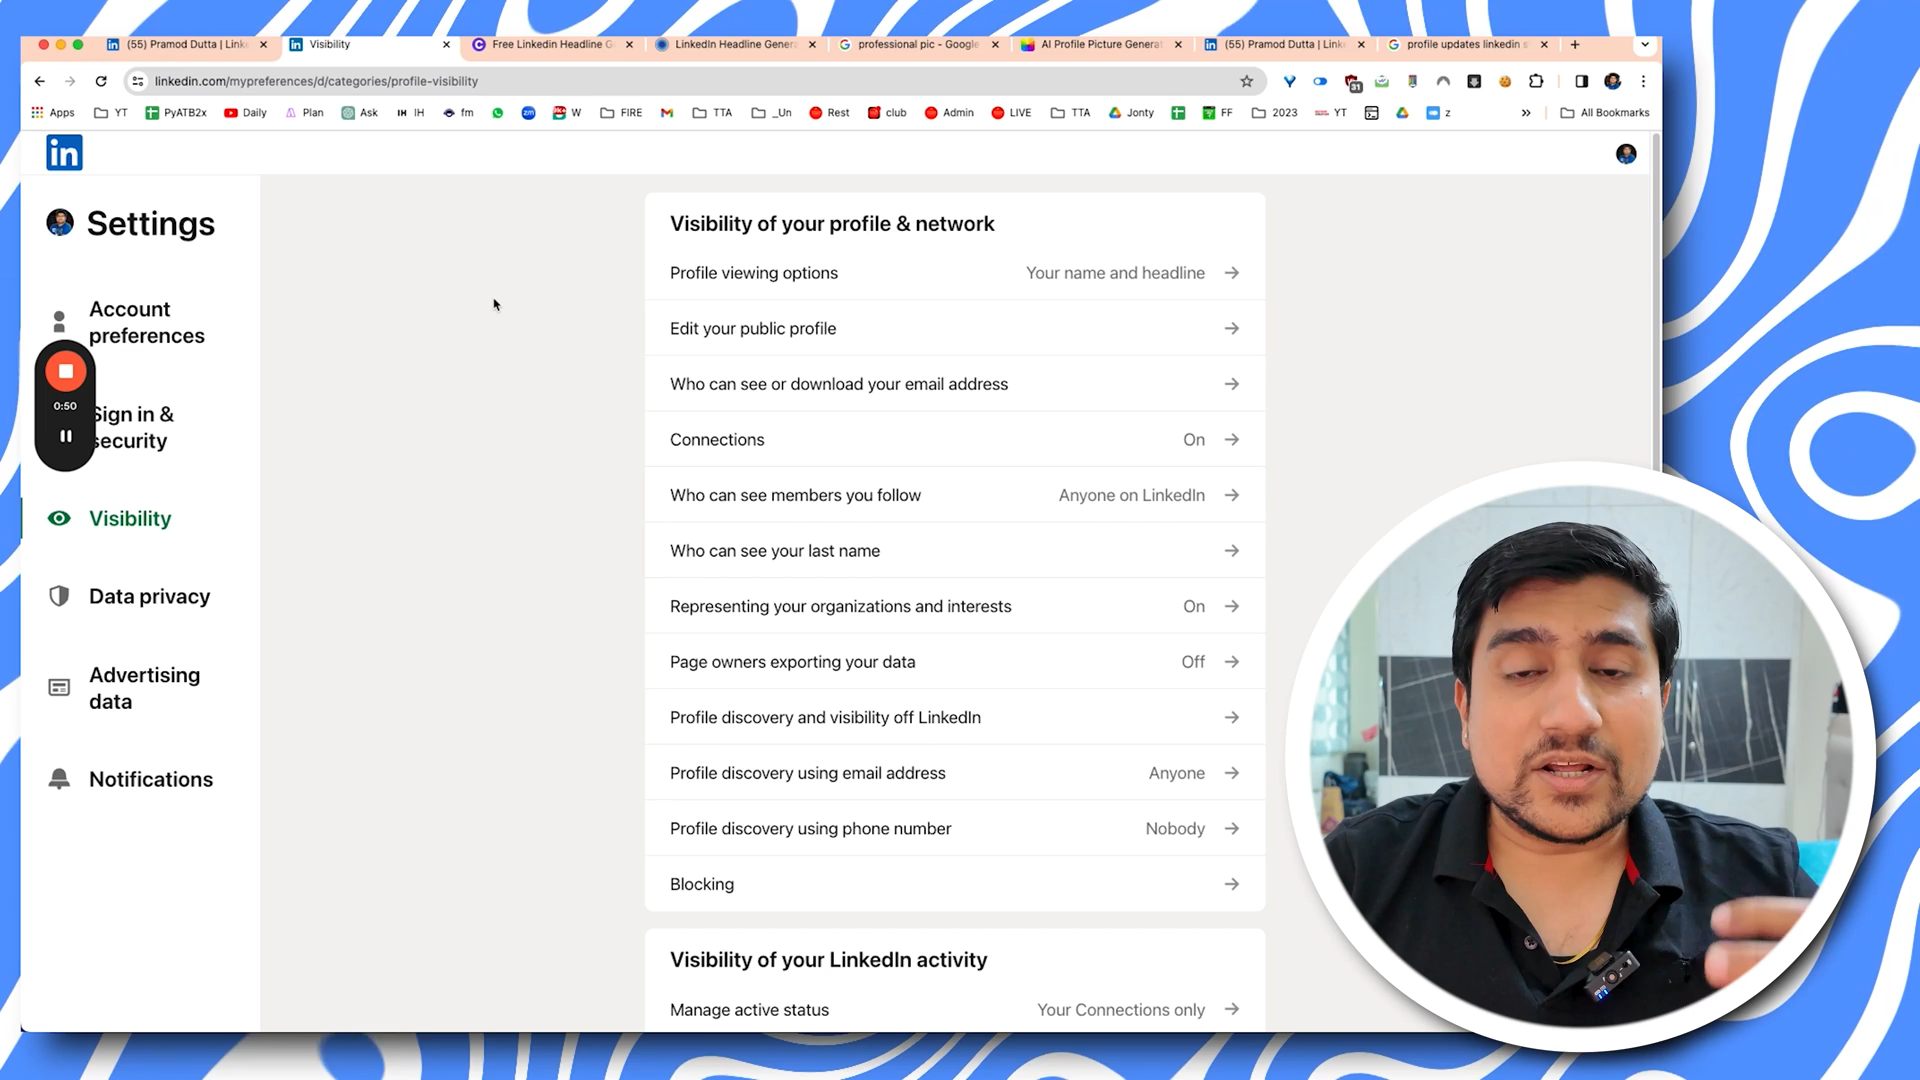 (55) Pramod Dutta | Linke
Visibility
Free Linkedin Headline G
LinkedIn Headline Genera
professional pic - Google
AI Profile Picture Generat
(55) Pramod Dutta | Linke
profile updates linkedin s
linkedin.com/mypreferences/d/categories/profile-visibility
31
Apps
YT
PyATB2x
Daily
Plan
Ask
IH IH
fm
zm
W
FIRE
TTA
_Un
Rest
club
Admin
LIVE
TTA
Jonty
FF
2023
YT
z
»
All Bookmarks
in
Settings
Account
preferences
0:50
Sign in &
security
Visibility
Data privacy
Advertising
data
Notifications
Visibility of your profile & network
Profile viewing options Your name and headline
Edit your public profile
Who can see or download your email address
Connections On
Who can see members you follow Anyone on LinkedIn
Who can see your last name
Representing your organizations and interests On
Page owners exporting your data Off
Profile discovery and visibility off LinkedIn
Profile discovery using email address Anyone
Profile discovery using phone number Nobody
Blocking
Visibility of your LinkedIn activity
Manage active status Your Connections only